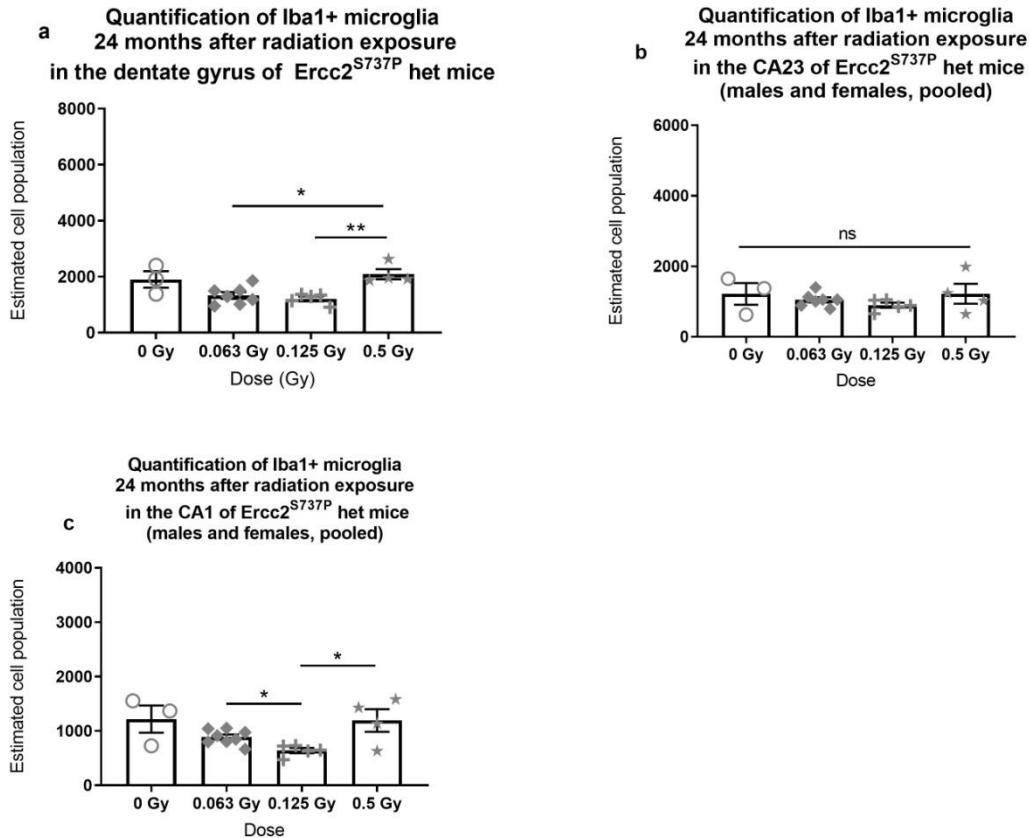 a
Quantification of Iba1+ microglia
24 months after radiation exposure
in the dentate gyrus of Ercc2S737P het mice
Estimated cell population
8000
6000
4000
2000
0
*
**
0 Gy 0.063 Gy 0.125 Gy 0.5 Gy
Dose (Gy)
b
Quantification of Iba1+ microglia
24 months after radiation exposure
in the CA23 of Ercc2S737P het mice
(males and females, pooled)
Estimated cell population
6000
4000
2000
0
ns
0 Gy 0.063 Gy 0.125 Gy 0.5 Gy
Dose
c
Quantification of Iba1+ microglia
24 months after radiation exposure
in the CA1 of Ercc2S737P het mice
(males and females, pooled)
Estimated cell population
4000
3000
2000
1000
0
*
*
0 Gy 0.063 Gy 0.125 Gy 0.5 Gy
Dose